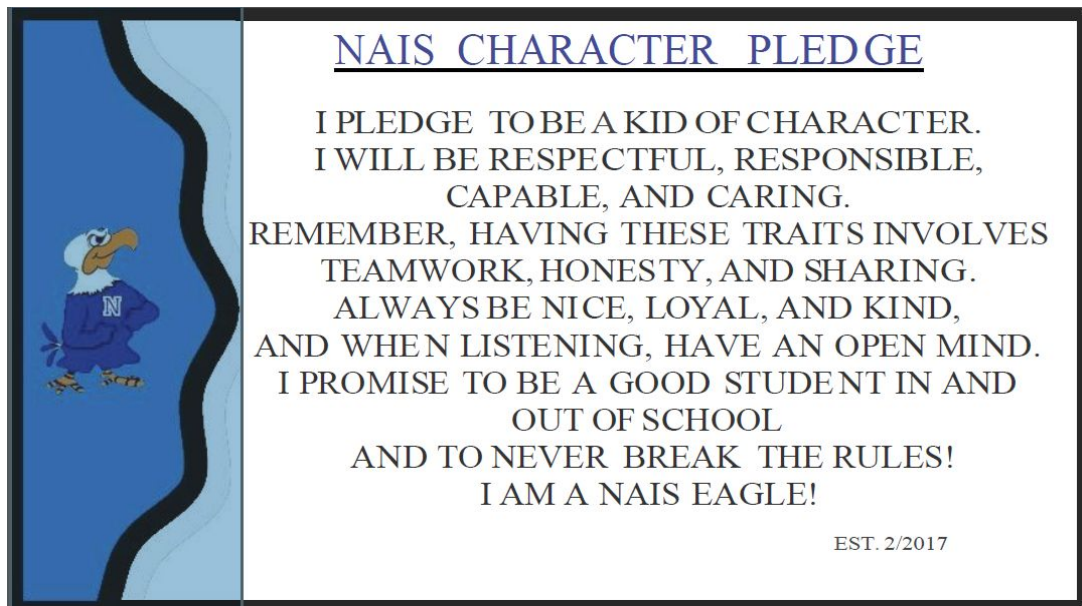 NAIS CHARACTER PLEDGE
I PLEDGE TO BE A KID OF CHARACTER.
I WILL BE RESPECTFUL, RESPONSIBLE,
CAPABLE, AND CARING.
REMEMBER, HAVING THESE TRAITS INVOLVES
TEAMWORK, HONESTY, AND SHARING.
ALWAYS BE NICE, LOYAL, AND KIND,
AND WHEN LISTENING, HAVE AN OPEN MIND.
I PROMISE TO BE A GOOD STUDENT IN AND
OUT OF SCHOOL
AND TO NEVER BREAK THE RULES!
I AM A NAIS EAGLE!
EST. 2/2017
N